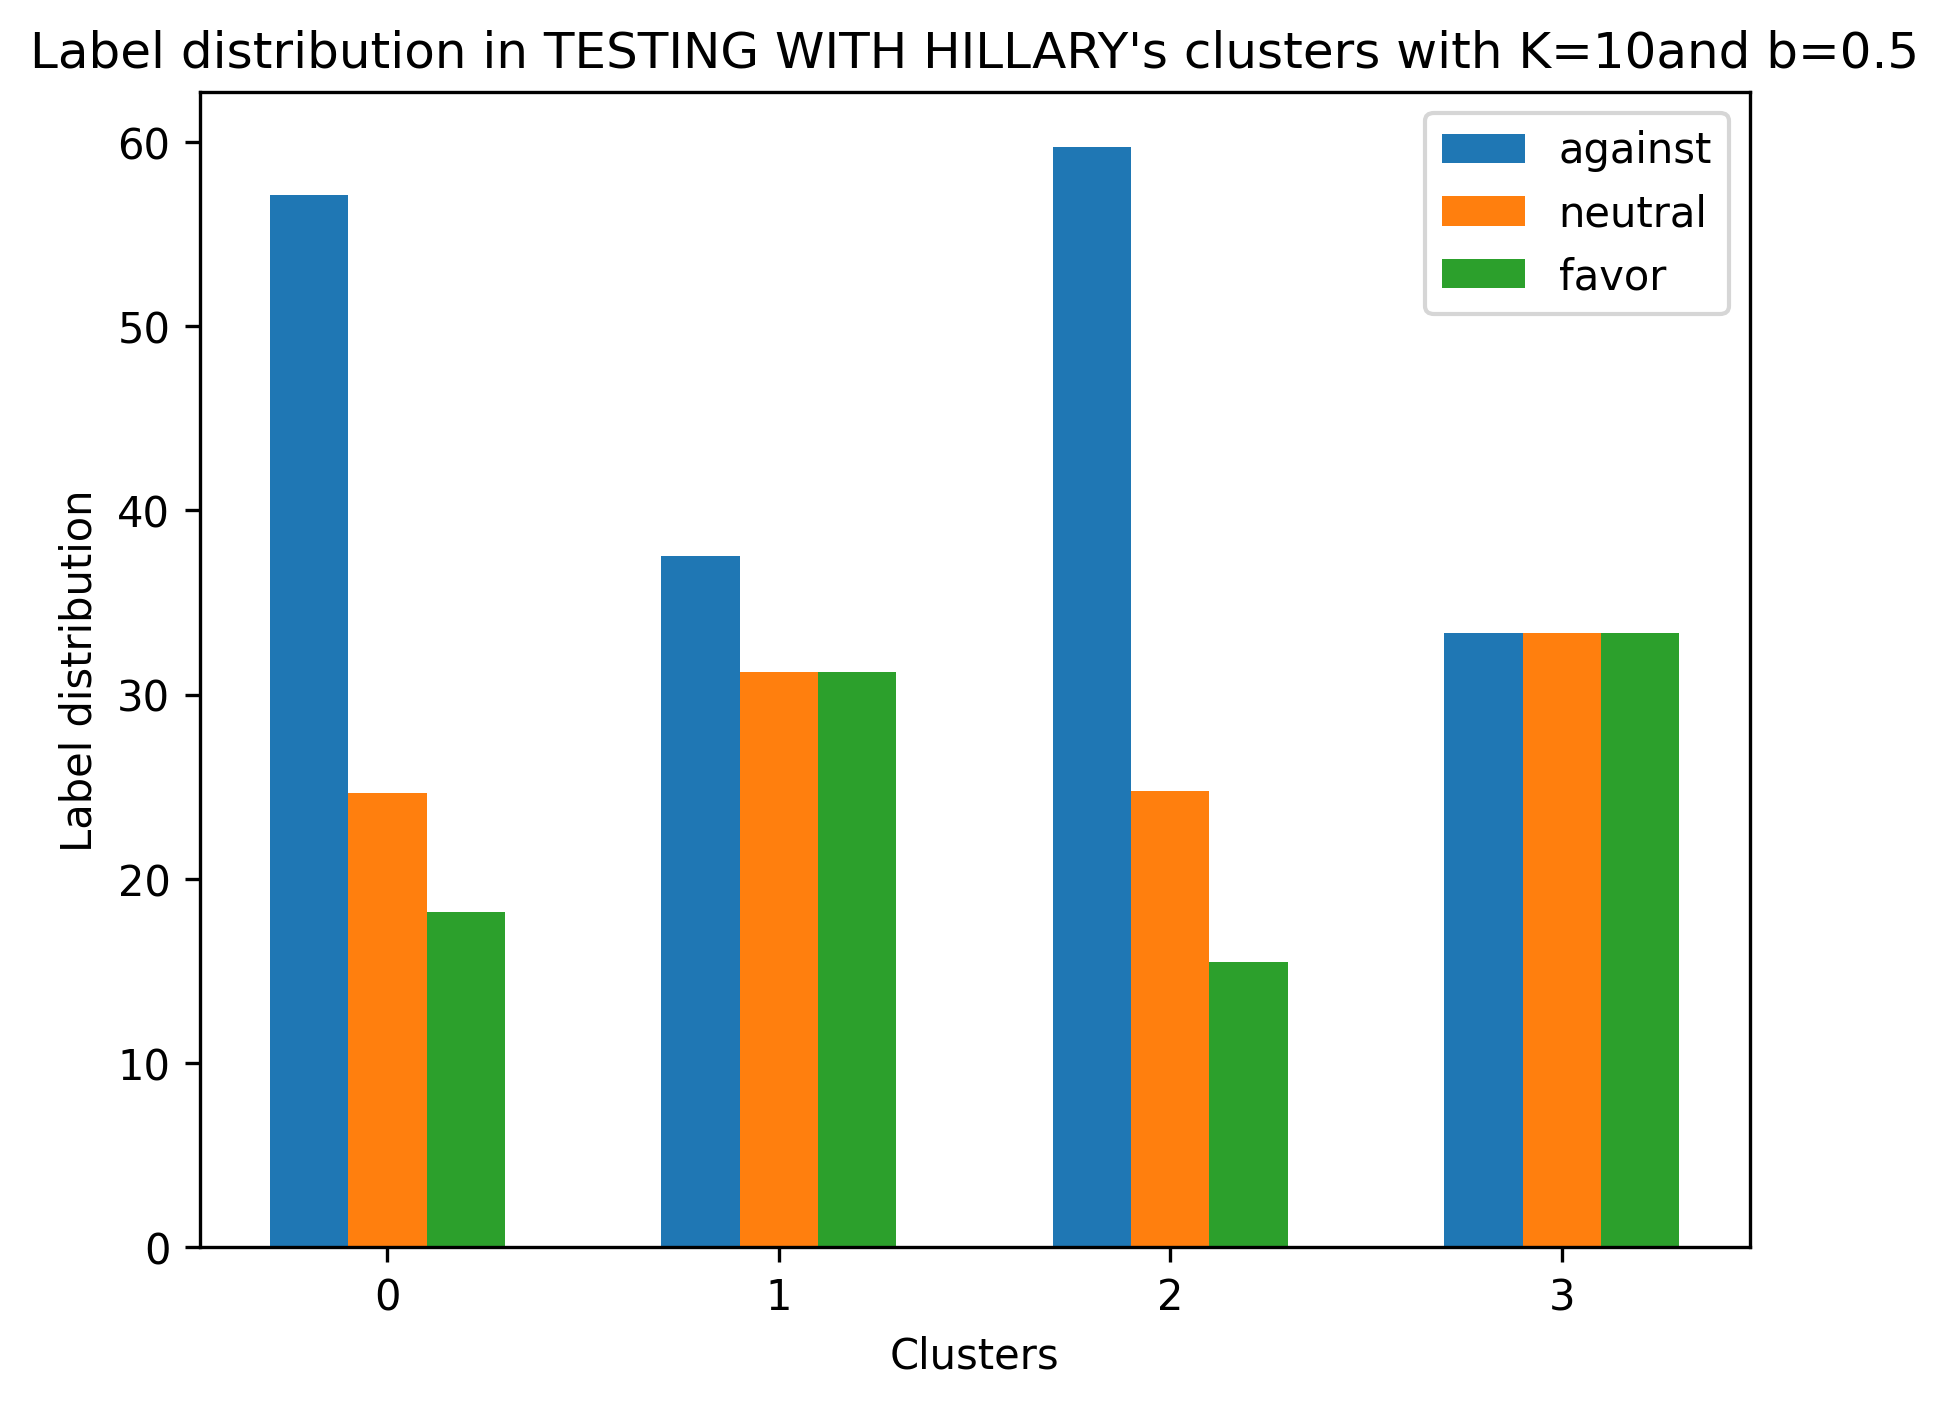 Label distribution in TESTING WITH HILLARY's clusters with K=10and b=0.5
60
50
40
30
20
10
0
Label distribution
against
neutral
favor
0 1 2 3
Clusters